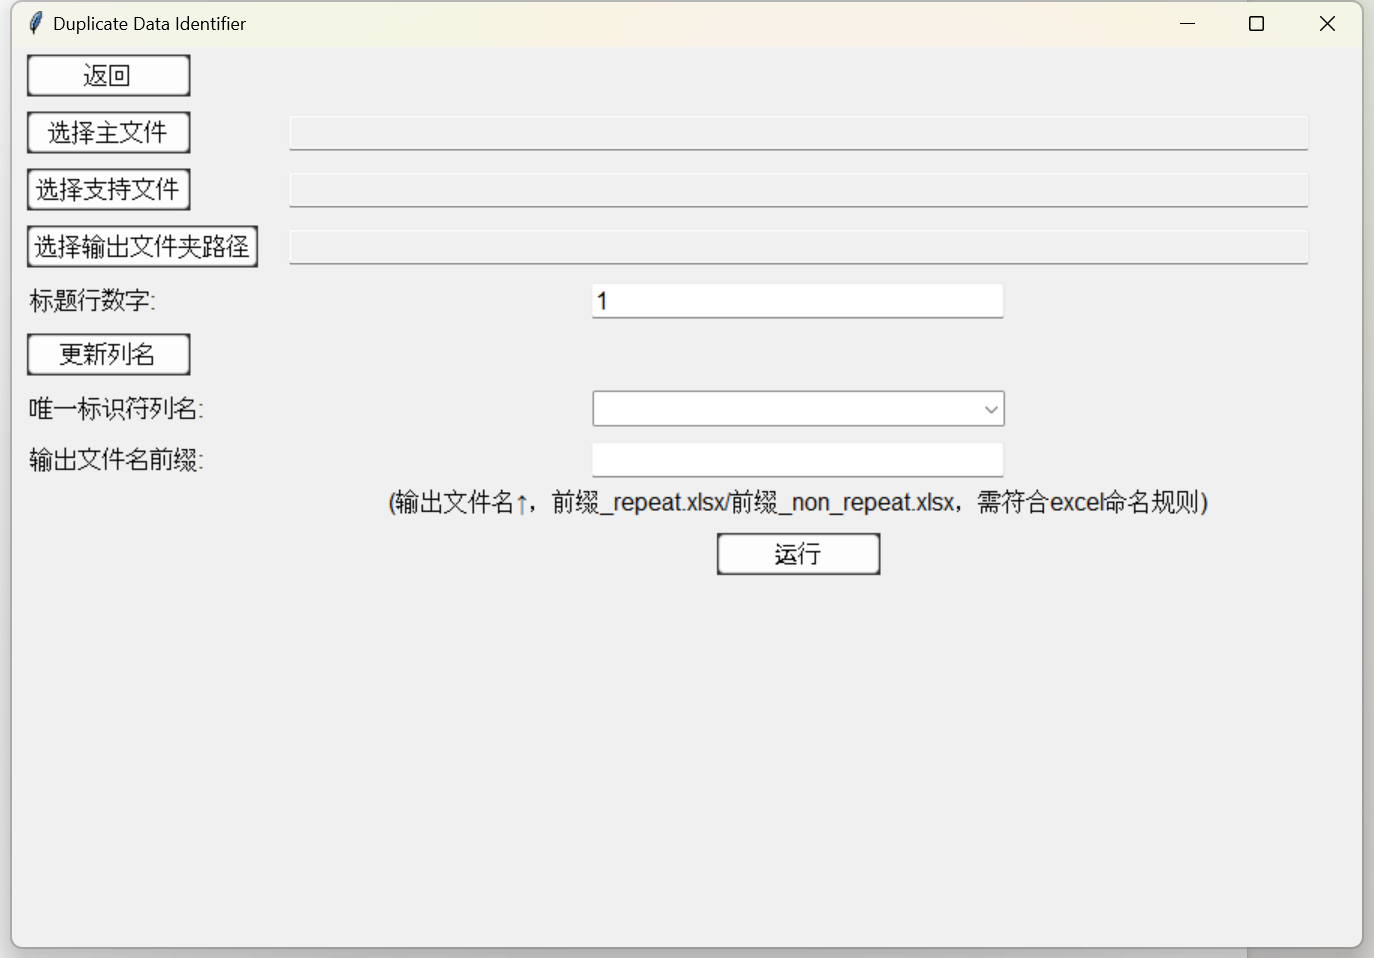 Duplicate Data Identifier
返回
选择主文件
选择支持文件
选择输出文件夹路径
标题行数字: 1
更新列名
唯一标识符列名:
输出文件名前缀:
(输出文件名↑，前缀_repeat.xlsx/前缀_non_repeat.xlsx，需符合excel命名规则)
运行